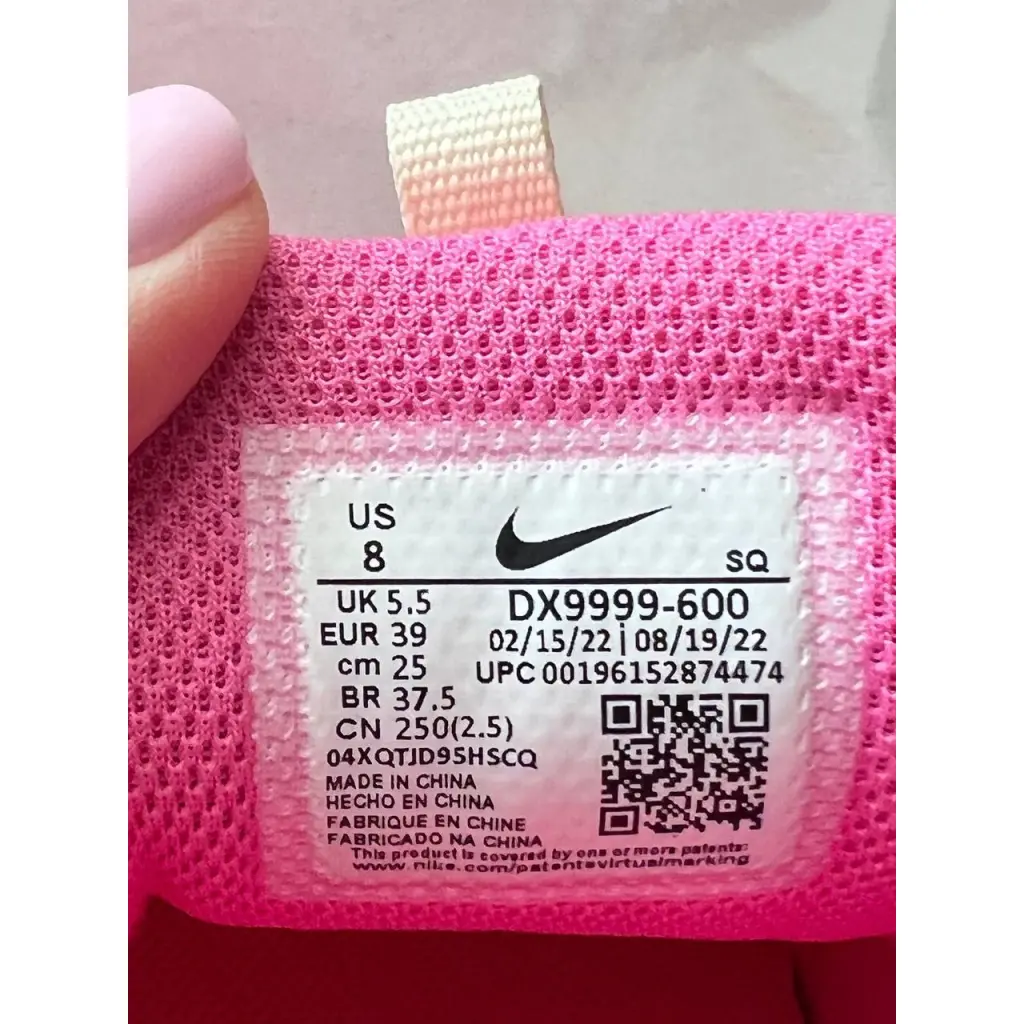 US
8
SQ
UK 5.5
DX9999-600
EUR 39
02/15/22 | 08/19/22
cm 25
UPC 00196152874474
BR 37.5
CN 250(2.5)
04XQTJD95HSCQ
MADE IN CHINA
HECHO EN CHINA
FABRIQUE EN CHINE
FABRICADO NA CHINA
This product is covered by one or more patents:
www.nike.com/patentsvirtualmarking